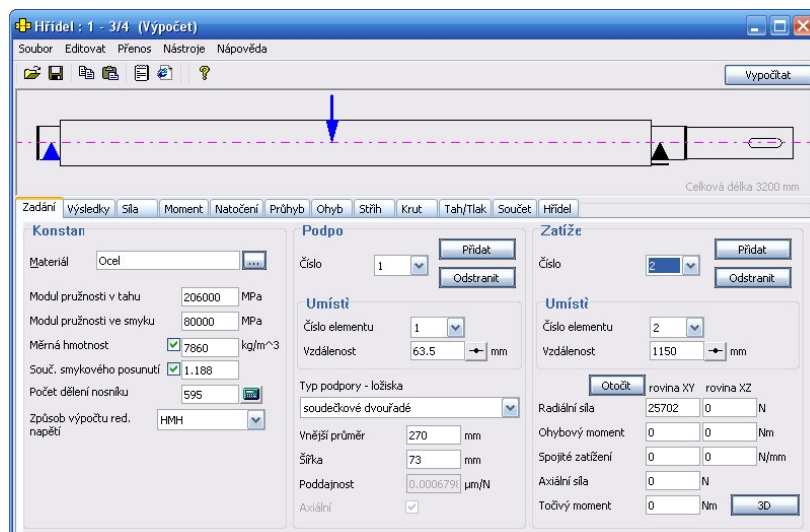 Hřídel : 1 - 3/4 (Výpočet)
Soubor Editovat Přenos Nástroje Nápověda
Vypočítat
Celková délka 3200 mm
Zadání Výsledky Síla Moment Natočení Průhyb Ohyb Střih Krut Tah/Tlak Součet Hřídel
Konstan
Materiál Ocel ...
Modul pružnosti v tahu 206000 MPa
Modul pružnosti ve smyku 80000 MPa
Měrná hmotnost 7860 kg/m^3
Souč. smykového posunutí 1.188
Počet dělení nosníku 595
Způsob výpočtu red. napětí HMH
Podpo
Číslo 1 Přidat
Odstranit
Umístě
Číslo elementu 1
Vzdálenost 63.5 mm
Typ podpory - ložiska
soudečkové dvouřadé
Vnější průměr 270 mm
Šířka 73 mm
Poddajnost 0.000679 µm/N
Axiální
Zatíže
Číslo 2 Přidat
Odstranit
Umístě
Číslo elementu 2
Vzdálenost 1150 mm
Otočit rovina XY rovina XZ
Radiální síla 25702 0 N
Ohybový moment 0 0 Nm
Spojité zatížení 0 0 N/mm
Axiální síla 0 N
Točivý moment 0 Nm 3D